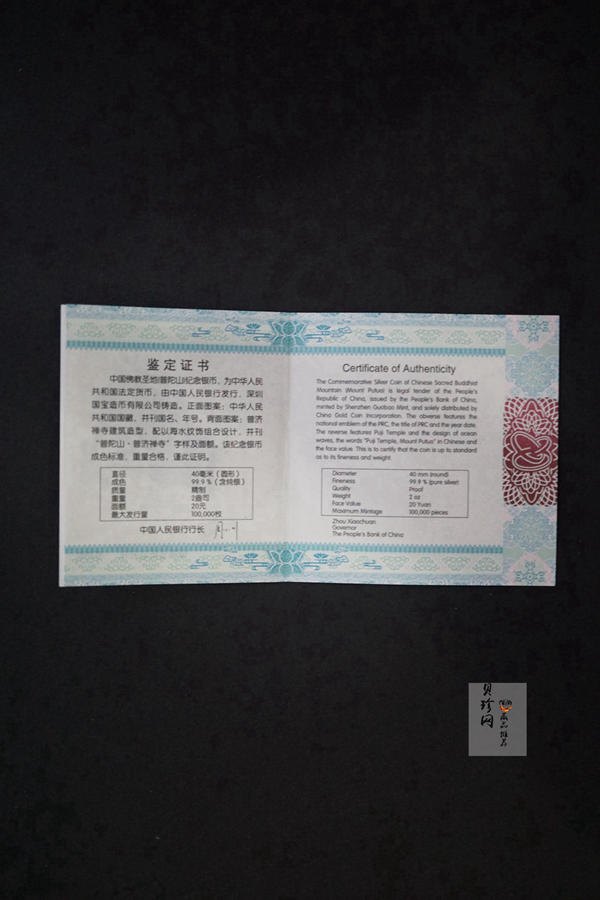 鉴定证书
中国佛教圣地(普陀山)纪念银币，为中华人民
共和国法定货币，由中国人民银行发行，深圳
国宝造币有限公司铸造。正面图案：中华人民
共和国国徽，并刊国名、年号。背面图案：普济
禅寺建筑造型，配以海水纹饰组合设计，并刊
“普陀山·普济禅寺”字样及面额。该纪念银币
成色标准，重量合格，谨此证明。
直径 40毫米（圆形）
成色 99.9％（含纯银）
质量 精制
重量 2盎司
面额 20元
最大发行量 100,000枚
中国人民银行行长
Certificate of Authenticity
The Commemorative Silver Coin of Chinese Sacred Buddhist
Mountain (Mount Putuo) is legal tender of the People's
Republic of China, issued by the People's Bank of China,
minted by Shenzhen Guobao Mint, and solely distributed by
China Gold Coin Incorporation. The obverse features the
national emblem of the PRC, the title of PRC and the year date.
The reverse features Puji Temple and the design of ocean
waves, the words "Puji Temple, Mount Putuo" in Chinese and
the face value. This is to certify that the coin is up to standard
as to its fineness and weight.
Diameter 40 mm (round)
Fineness 99.9 % (pure silver)
Quality Proof
Weight 2 oz
Face Value 20 Yuan
Maximum Mintage 100,000 pieces
Zhou Xiaochuan
Governor
The People's Bank of China
贝珍网
藏品推荐